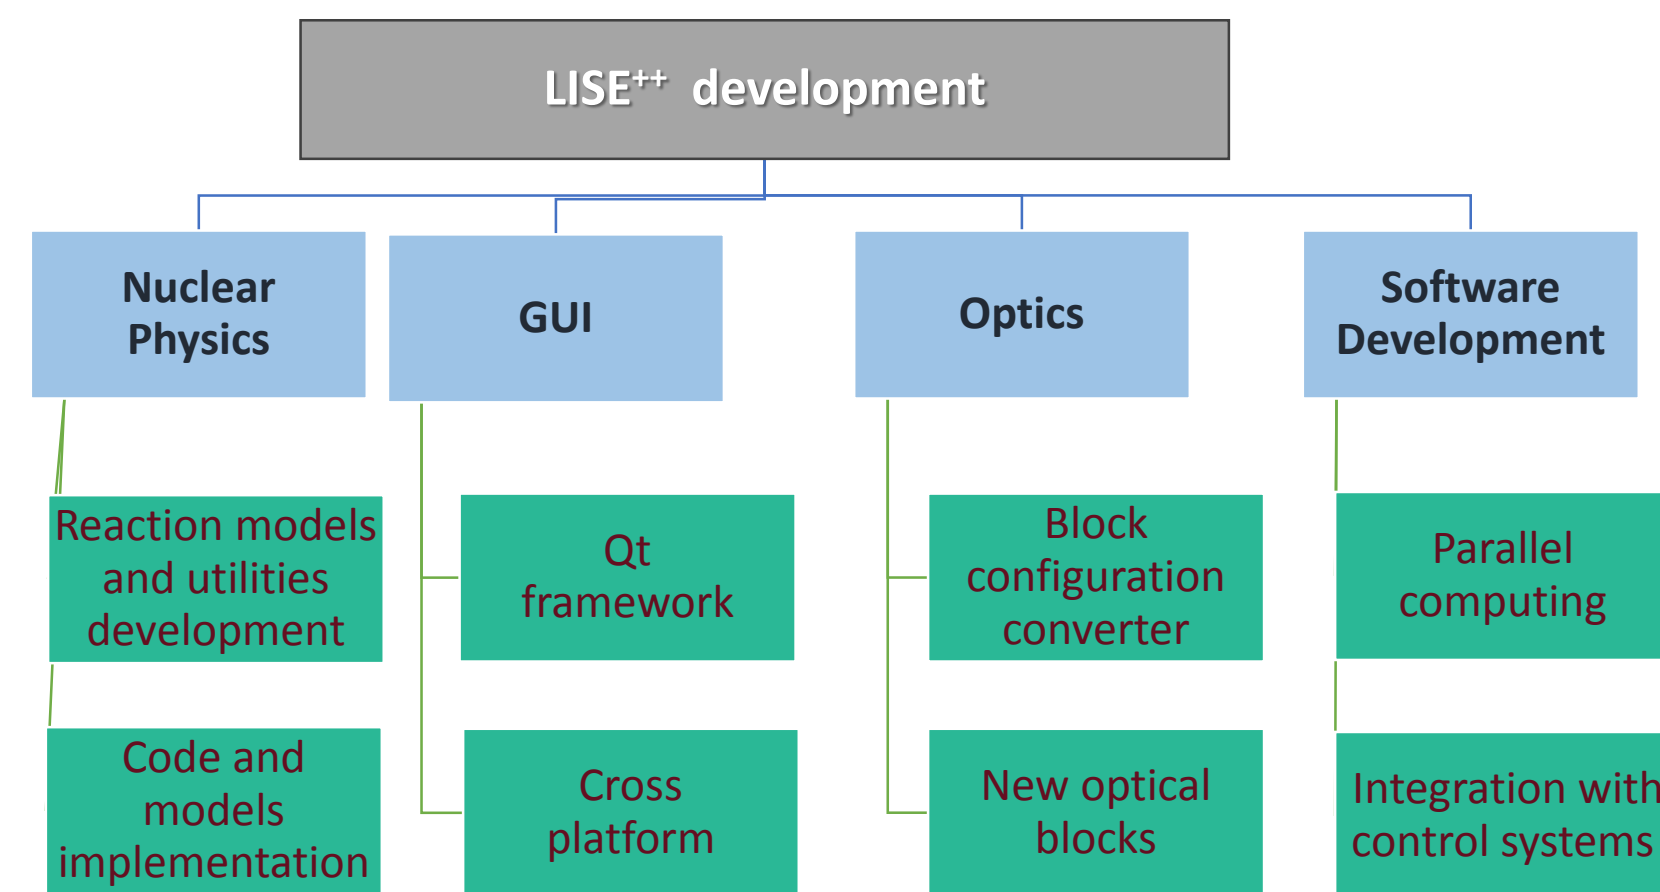 LISE⁺⁺ development
Nuclear
Physics
GUI
Optics
Software
Development
Reaction models
and utilities
development
Qt
framework
Block
configuration
converter
Parallel
computing
Code and
models
implementation
Cross
platform
New optical
blocks
Integration with
control systems